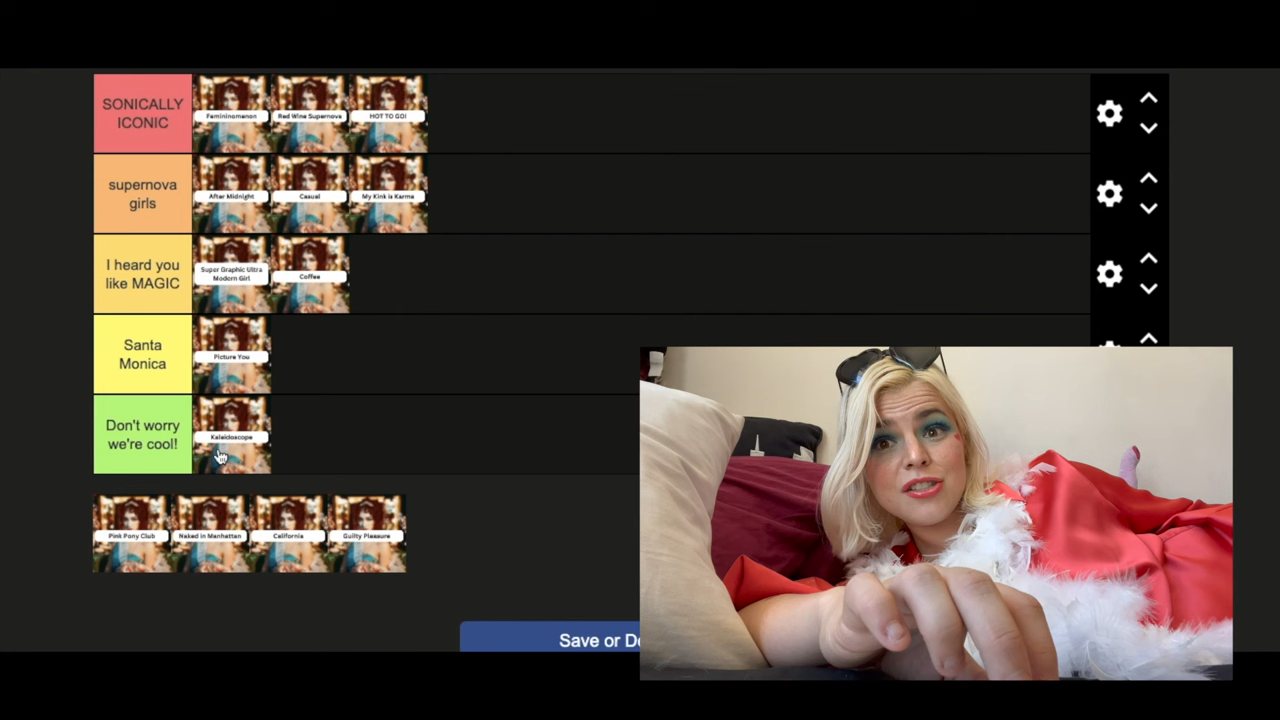 SONICALLY
ICONIC
Femininomenon
Red Wine Supernova
HOT TO GO!
supernova
girls
After Midnight
Casual
My Kink is Karma
I heard you
like MAGIC
Super Graphic Ultra
Modern Girl
Coffee
Santa
Monica
Picture You
Don't worry
we're cool!
Kaleidoscope
Pink Pony Club
Naked in Manhattan
California
Guilty Pleasure
Save or Do